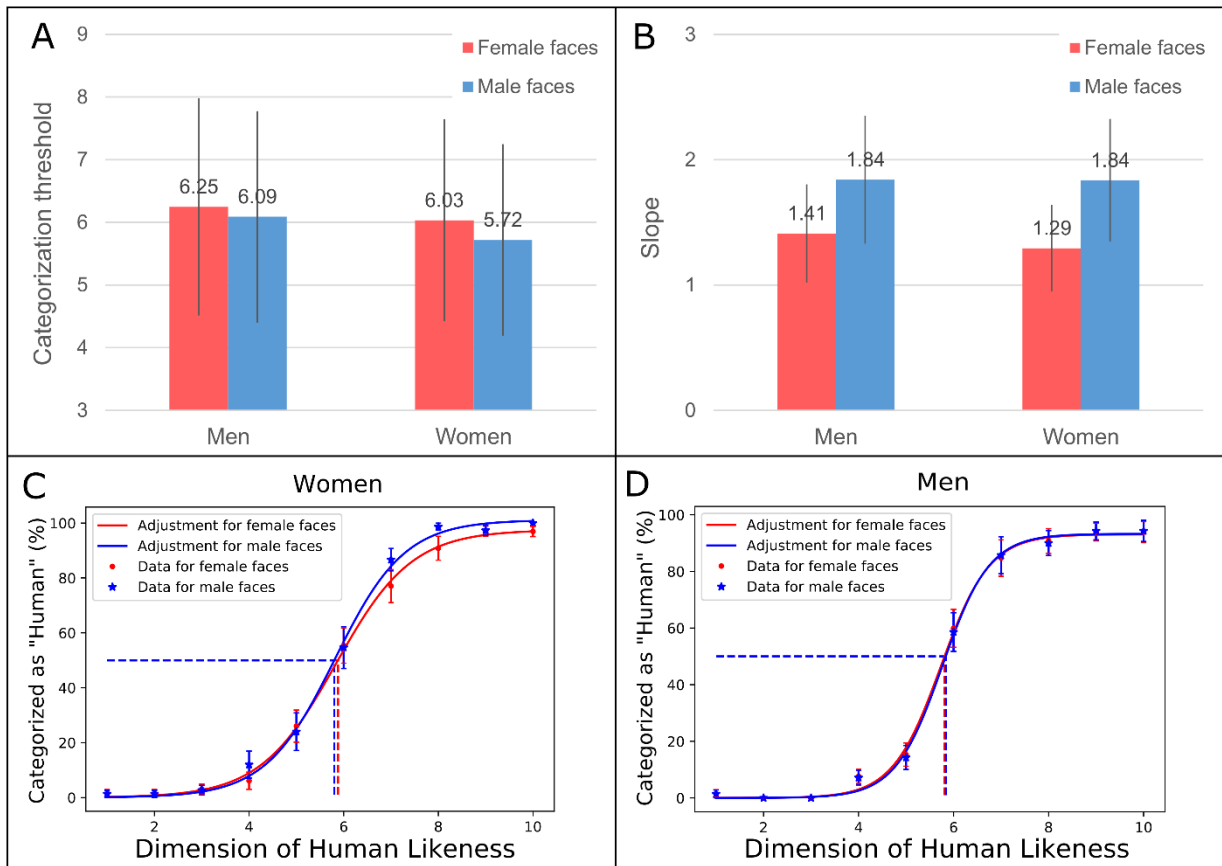 A
Categorization threshold
9
8
7
6
5
4
3
Female faces
Male faces
6.25
6.09
6.03
5.72
Men
Women
B
Slope
3
2
1
0
Female faces
Male faces
1.41
1.84
1.29
1.84
Men
Women
C
Women
Categorized as "Human" (%)
100
80
60
40
20
0
Adjustment for female faces
Adjustment for male faces
Data for female faces
Data for male faces
2
4
6
8
10
Dimension of Human Likeness
D
Men
Categorized as "Human" (%)
100
80
60
40
20
0
Adjustment for female faces
Adjustment for male faces
Data for female faces
Data for male faces
2
4
6
8
10
Dimension of Human Likeness